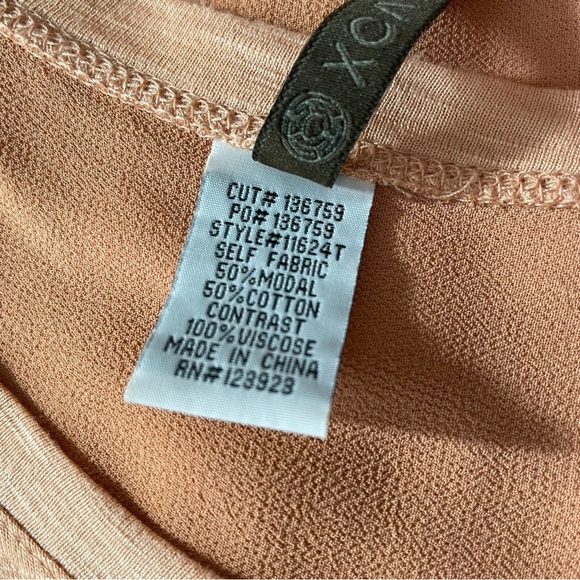 CUT# 136759
PO# 136759
STYLE#11624T
SELF FABRIC
50%MODAL
50%COTTON
CONTRAST
100%VISCOSE
MADE IN CHINA
RN#123923